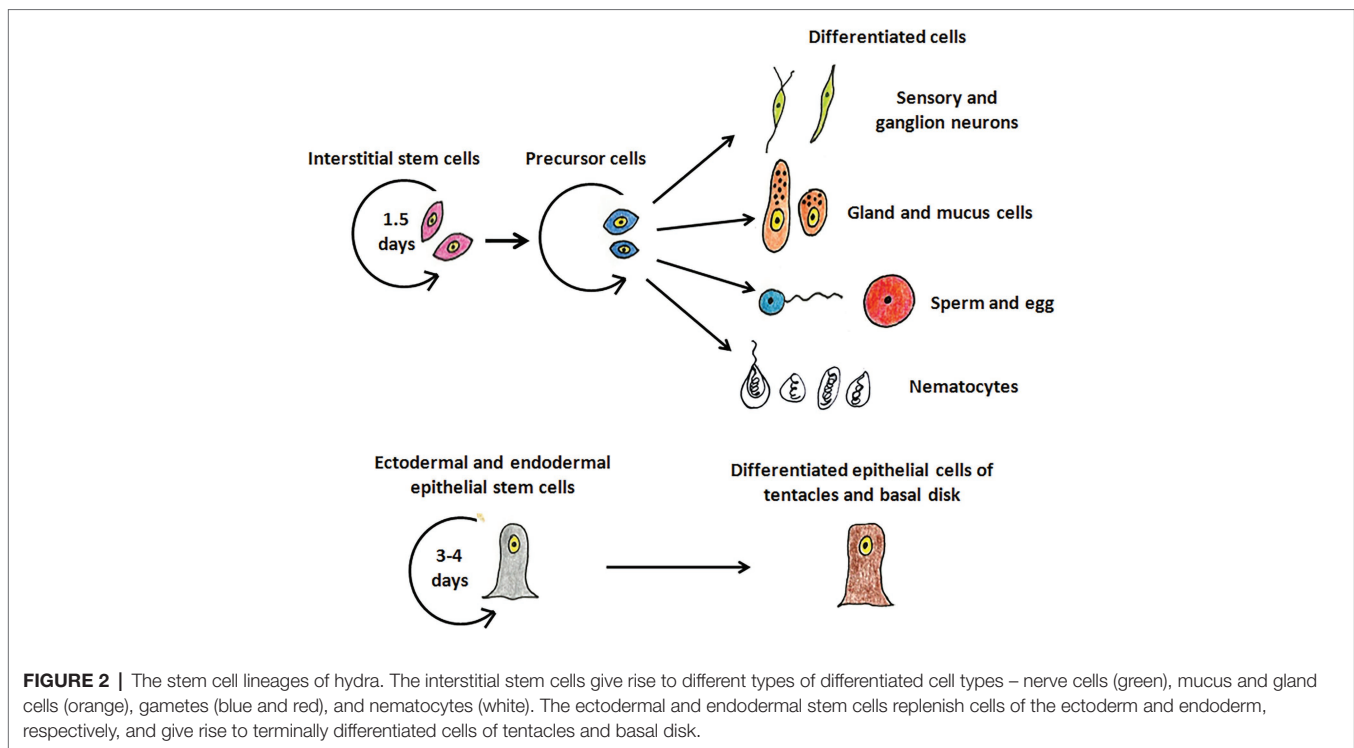 Differentiated cells
Sensory and
ganglion neurons
Interstitial stem cells
Precursor cells
1.5
days
Gland and mucus cells
Sperm and egg
Nematocytes
Ectodermal and endodermal
epithelial stem cells
Differentiated epithelial cells of
tentacles and basal disk
3-4
days
FIGURE 2 | The stem cell lineages of hydra. The interstitial stem cells give rise to different types of differentiated cell types – nerve cells (green), mucus and gland
cells (orange), gametes (blue and red), and nematocytes (white). The ectodermal and endodermal stem cells replenish cells of the ectoderm and endoderm,
respectively, and give rise to terminally differentiated cells of tentacles and basal disk.